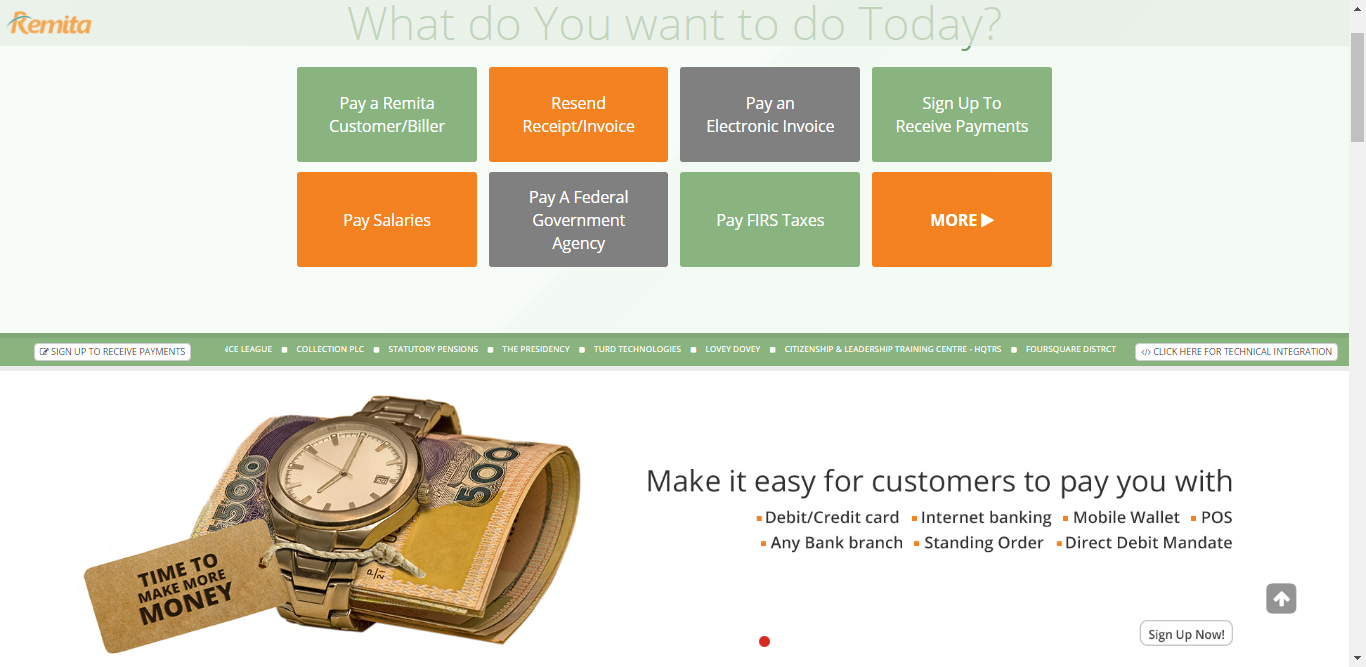 Remita
What do You want to do Today?
Pay a Remita
Customer/Biller
Resend
Receipt/Invoice
Pay an
Electronic Invoice
Sign Up To
Receive Payments
Pay Salaries
Pay A Federal
Government
Agency
Pay FIRS Taxes
MORE
SIGN UP TO RECEIVE PAYMENTS
NCE LEAGUE COLLECTION PLC STATUTORY PENSIONS THE PRESIDENCY TURD TECHNOLOGIES LOVEY DOVEY CITIZENSHIP & LEADERSHIP TRAINING CENTRE - HQTRS FOURSQUARE DISTRCT
</> CLICK HERE FOR TECHNICAL INTEGRATION
500
500
P/21
TIME TO
MAKE MORE
MONEY
Make it easy for customers to pay you with
Debit/Credit card Internet banking Mobile Wallet POS
Any Bank branch Standing Order Direct Debit Mandate
Sign Up Now!